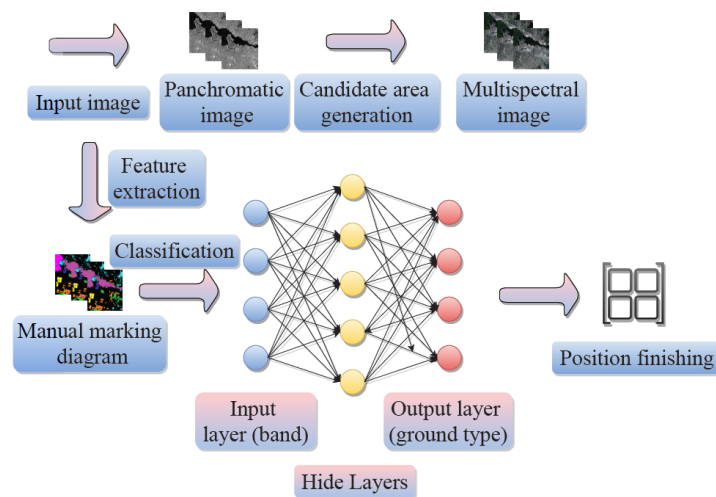 Input image
Panchromatic
image
Candidate area
generation
Multispectral
image
Feature
extraction
Classification
Manual marking
diagram
Position finishing
Input
layer (band)
Output layer
(ground type)
Hide Layers